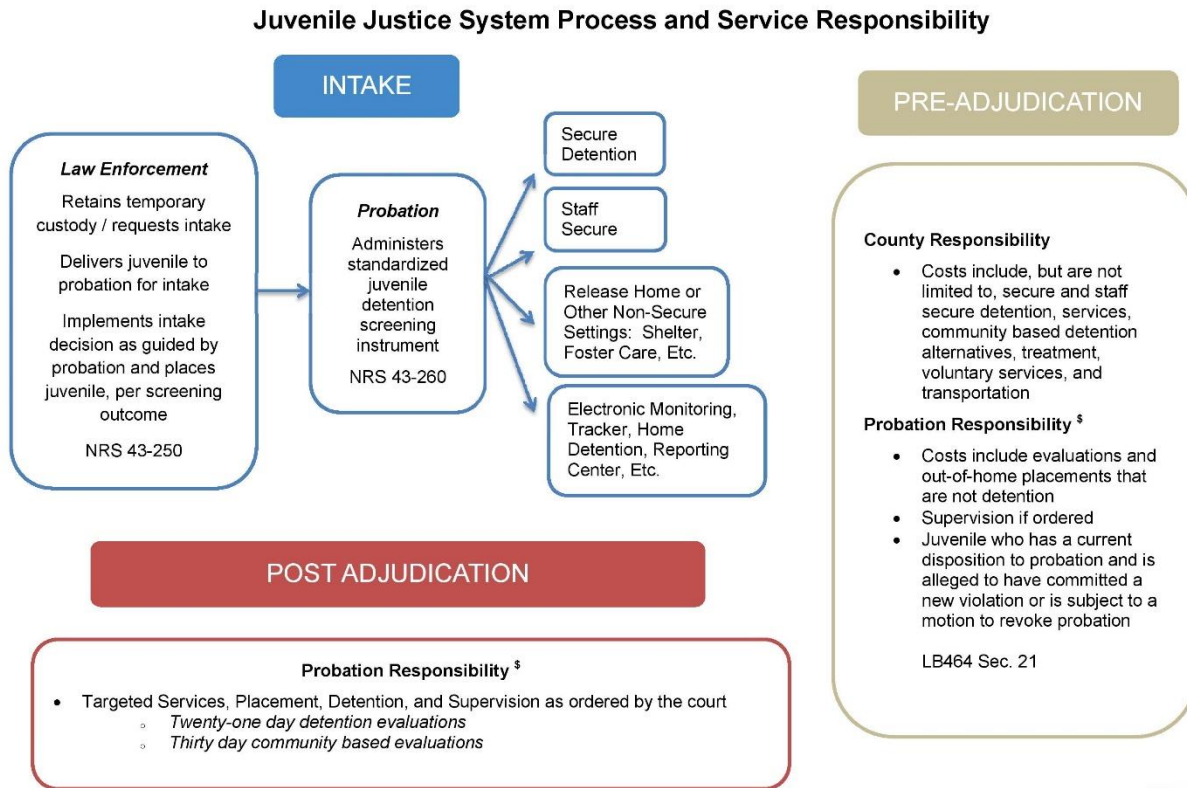 Juvenile Justice System Process and Service Responsibility
INTAKE
Law Enforcement
Retains temporary
custody / requests intake
Delivers juvenile to
probation for intake
Implements intake
decision as guided by
probation and places
juvenile, per screening
outcome
NRS 43-250
Probation
Administers
standardized
juvenile
detention
screening
instrument
NRS 43-260
Secure
Detention
Staff
Secure
Release Home or
Other Non-Secure
Settings: Shelter,
Foster Care, Etc.
Electronic Monitoring,
Tracker, Home
Detention, Reporting
Center, Etc.
PRE-ADJUDICATION
County Responsibility
• Costs include, but are not
limited to, secure and staff
secure detention, services,
community based detention
alternatives, treatment,
voluntary services, and
transportation
Probation Responsibility $
• Costs include evaluations and
out-of-home placements that
are not detention
• Supervision if ordered
• Juvenile who has a current
disposition to probation and is
alleged to have committed a
new violation or is subject to a
motion to revoke probation
LB464 Sec. 21
POST ADJUDICATION
Probation Responsibility $
• Targeted Services, Placement, Detention, and Supervision as ordered by the court
○ Twenty-one day detention evaluations
○ Thirty day community based evaluations